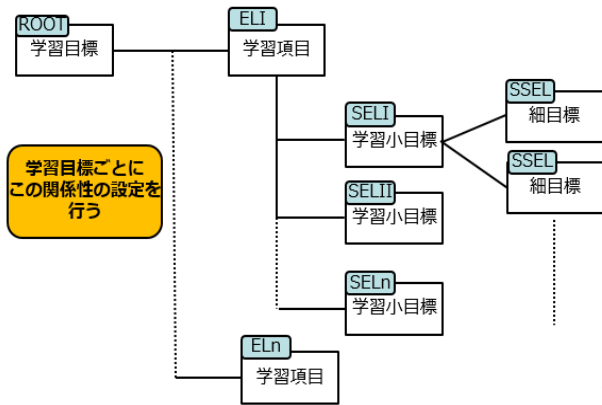 ROOT
学習目標
ELI
学習項目
SELI
学習小目標
SSEL
細目標
SSEL
細目標
学習目標ごとに
この関係性の設定を
行う
SELII
学習小目標
SELn
学習小目標
ELn
学習項目